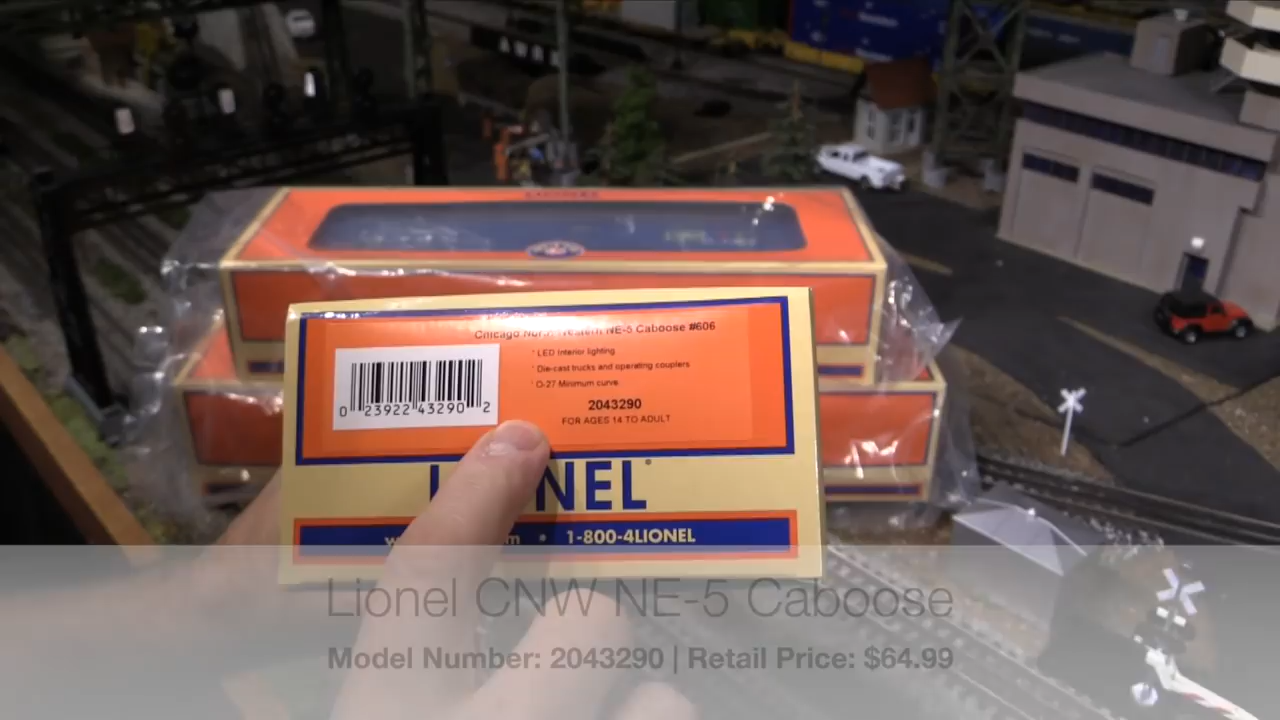 Chicago North Western NE-5 Caboose #606
* LED Interior lighting
* Die-cast trucks and operating couplers
* O-27 Minimum curve
0 23922 43290 2
2043290
FOR AGES 14 TO ADULT
NEL
• 1-800-4LIONEL
Lionel CNW NE-5 Caboose
Model Number: 2043290 | Retail Price: $64.99